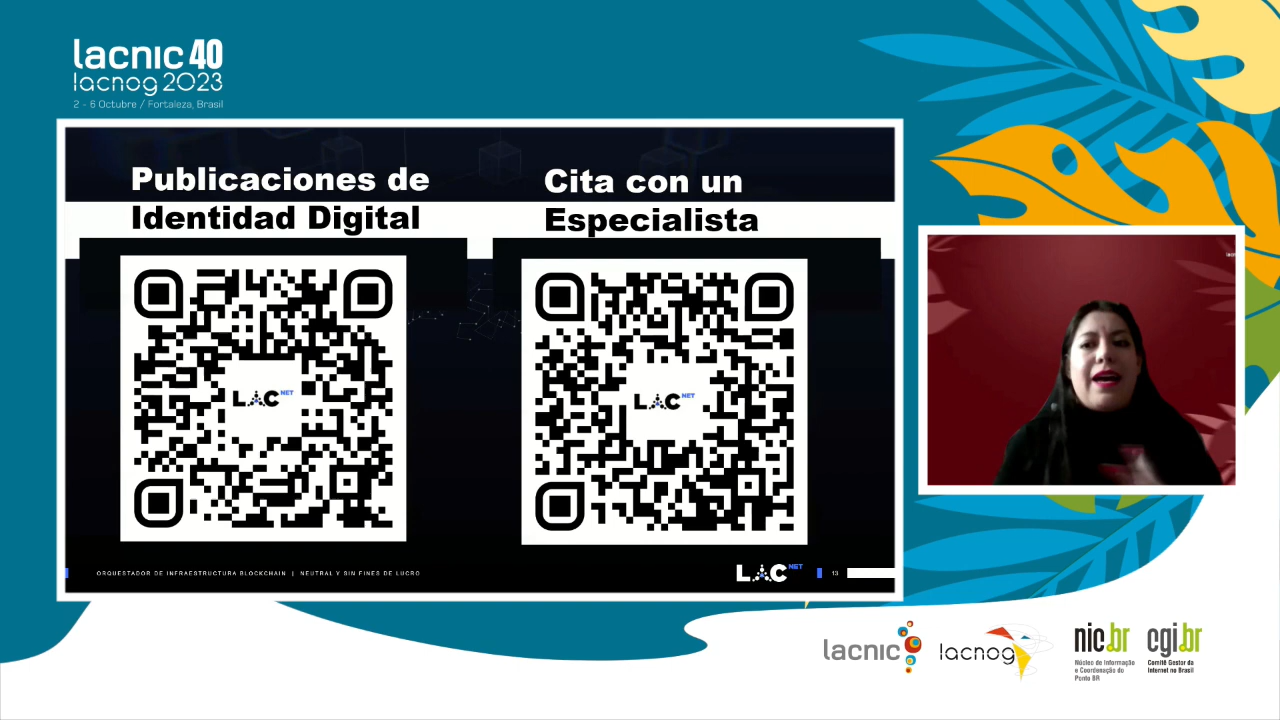 lacnic 40
lacnog 2023
2 - 6 Octubre / Fortaleza, Brasil
Publicaciones de
Identidad Digital
Cita con un
Especialista
LAC NET
LAC NET
ORQUESTADOR DE INFRAESTRUCTURA BLOCKCHAIN | NEUTRAL Y SIN FINES DE LUCRO
LAC NET
13
lacnic
lacnog
nic.br
Núcleo de Informação
e Coordenação do
Ponto BR
cgi.br
Comitê Gestor da
Internet no Brasil